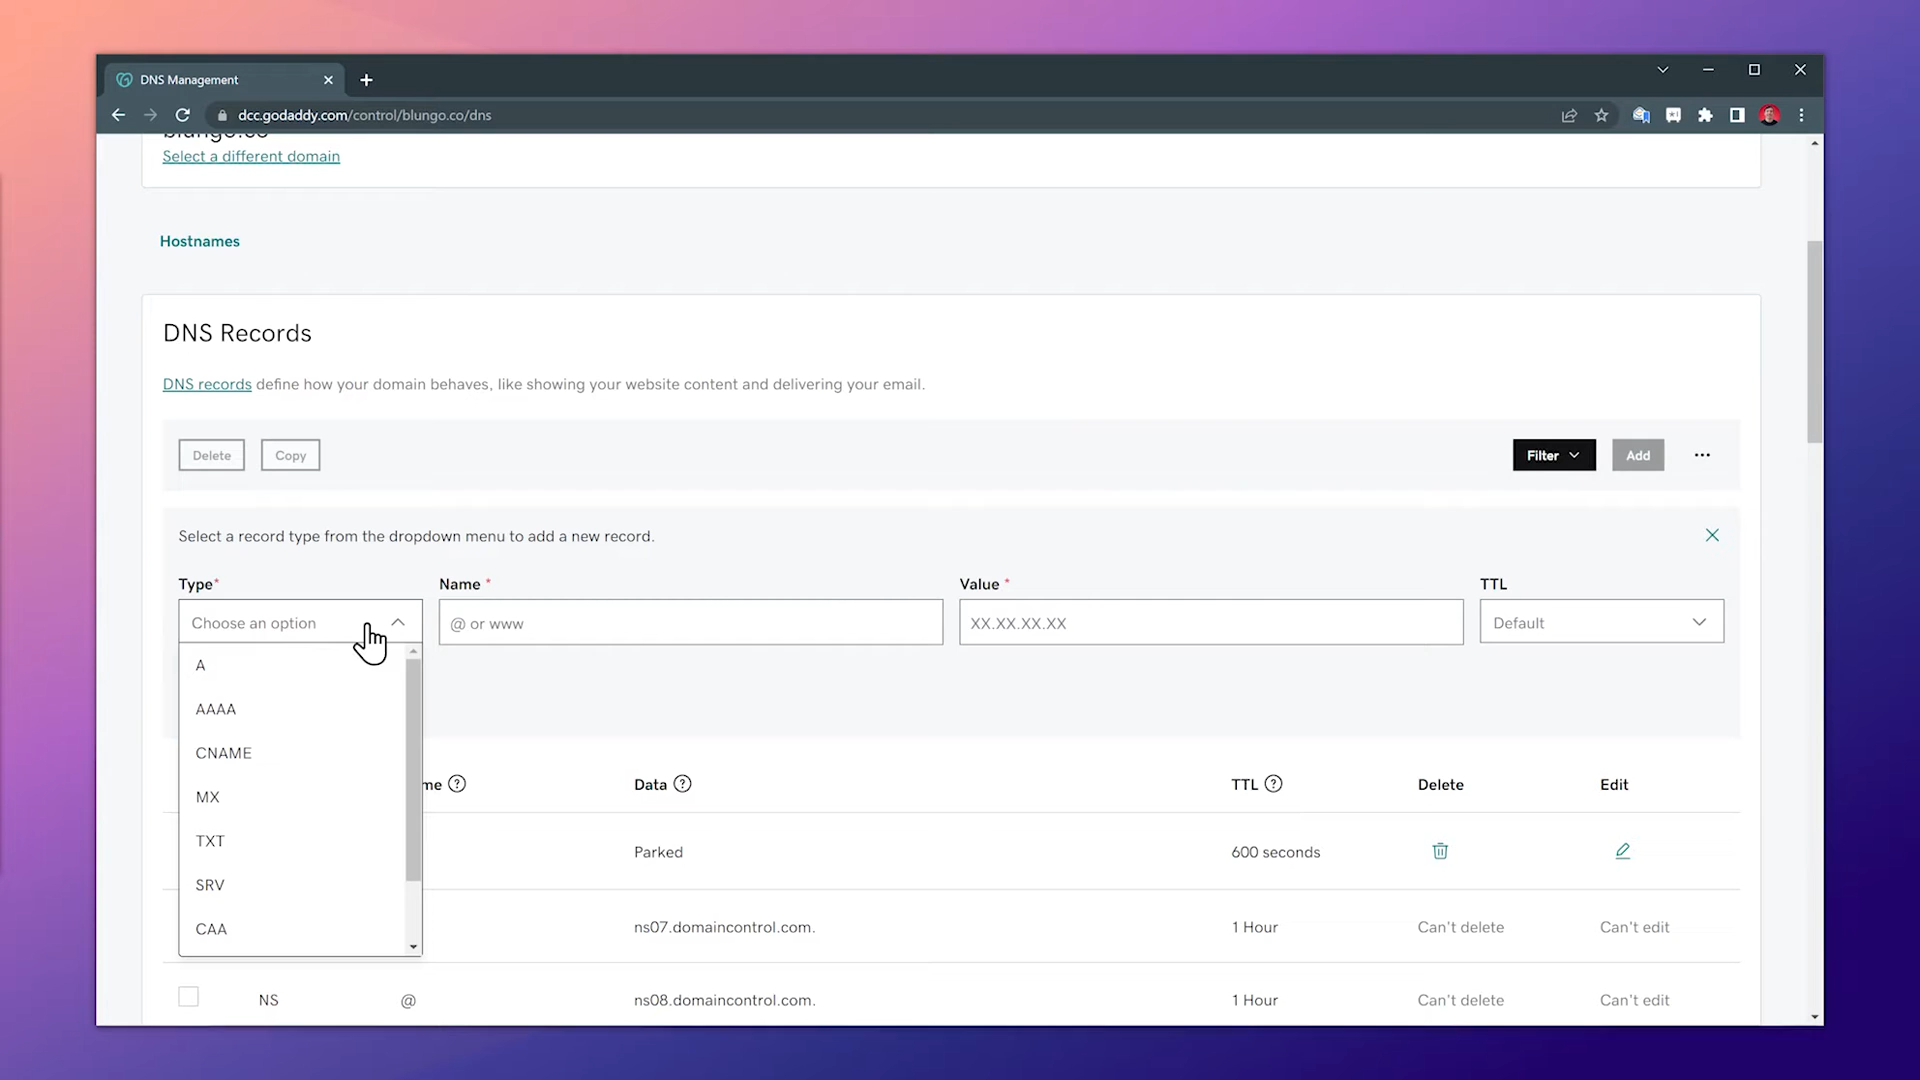 DNS Management
dcc.godaddy.com/control/blungo.co/dns
blungo.co
Select a different domain
Hostnames
DNS Records
DNS records define how your domain behaves, like showing your website content and delivering your email.
Delete Copy Filter Add
Select a record type from the dropdown menu to add a new record.
Type* Name * Value * TTL
Choose an option @ or www XX.XX.XX.XX Default
A
AAAA
CNAME
MX
TXT
SRV
CAA
me ? Data ? TTL ? Delete Edit
Parked 600 seconds
ns07.domaincontrol.com. 1 Hour Can't delete Can't edit
NS @ ns08.domaincontrol.com. 1 Hour Can't delete Can't edit